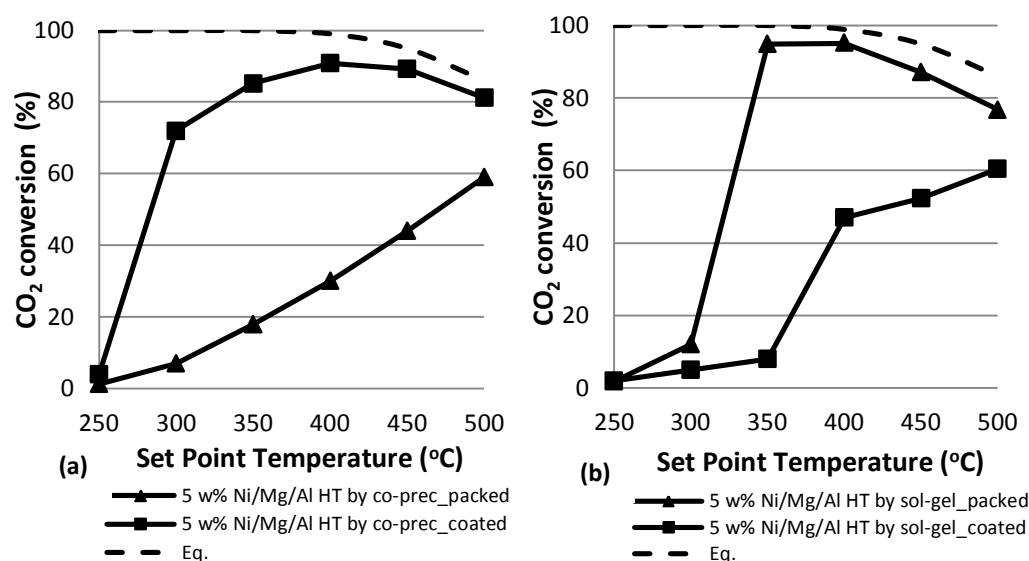 CO2 conversion (%)
100
80
60
40
20
0
250 300 350 400 450 500
(a) Set Point Temperature (oC)
5 w% Ni/Mg/Al HT by co-prec_packed
5 w% Ni/Mg/Al HT by co-prec_coated
Eq.
CO2 conversion (%)
100
80
60
40
20
0
250 300 350 400 450 500
(b) Set Point Temperature (oC)
5 w% Ni/Mg/Al HT by sol-gel_packed
5 w% Ni/Mg/Al HT by sol-gel_coated
Eq.